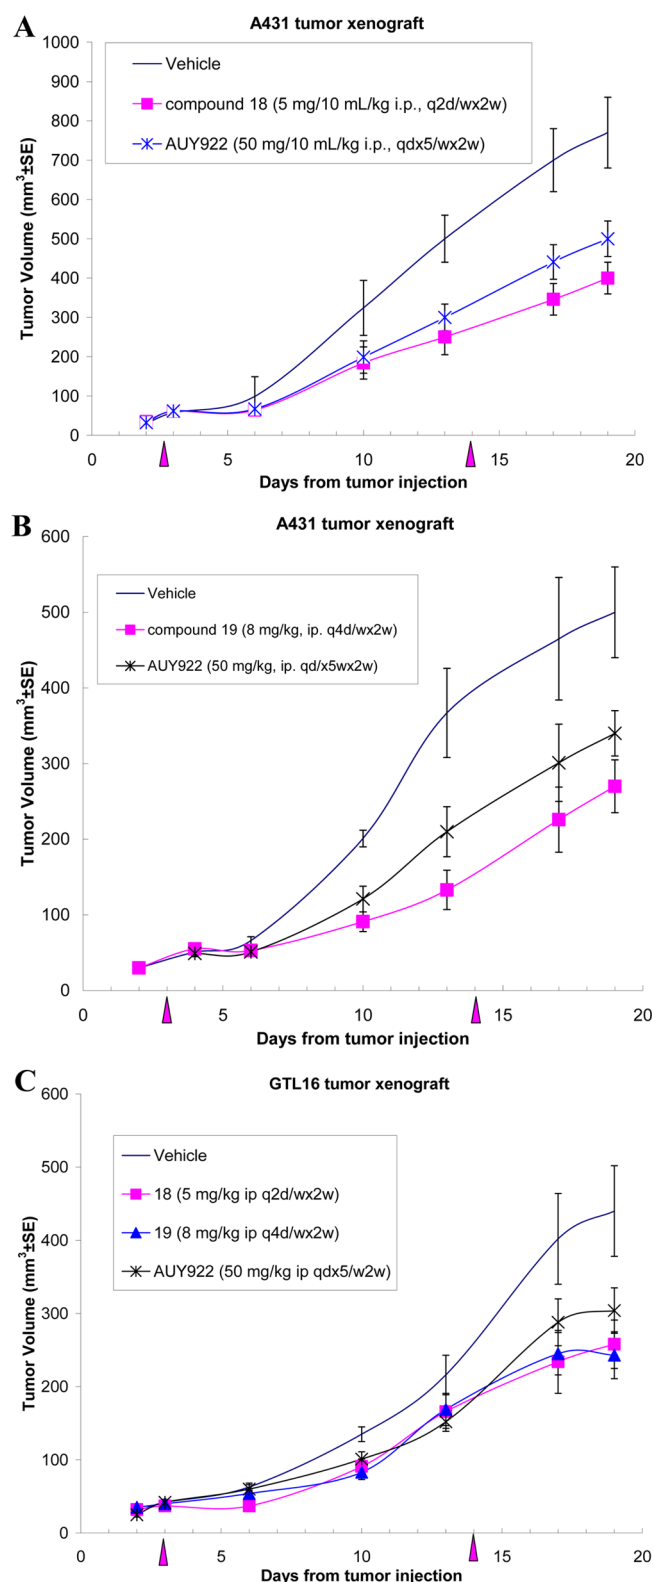 A
A431 tumor xenograft
1000
900
800
700
600
500
400
300
200
100
0
Tumor Volume (mm³±SE)
Vehicle
compound 18 (5 mg/10 mL/kg i.p., q2d/wx2w)
AUY922 (50 mg/10 mL/kg i.p., qdx5/wx2w)
0 5 10 15 20
Days from tumor injection
B
A431 tumor xenograft
600
500
400
300
200
100
0
Tumor Volume (mm³±SE)
Vehicle
compound 19 (8 mg/kg, ip. q4d/wx2w)
AUY922 (50 mg/kg, ip. qd/x5wx2w)
0 5 10 15 20
Days from tumor injection
C
GTL16 tumor xenograft
600
500
400
300
200
100
0
Tumor Volume (mm³±SE)
Vehicle
18 (5 mg/kg ip q2d/wx2w)
19 (8 mg/kg ip q4d/wx2w)
AUY922 (50 mg/kg ip qdx5/w2w)
0 5 10 15 20
Days from tumor injection